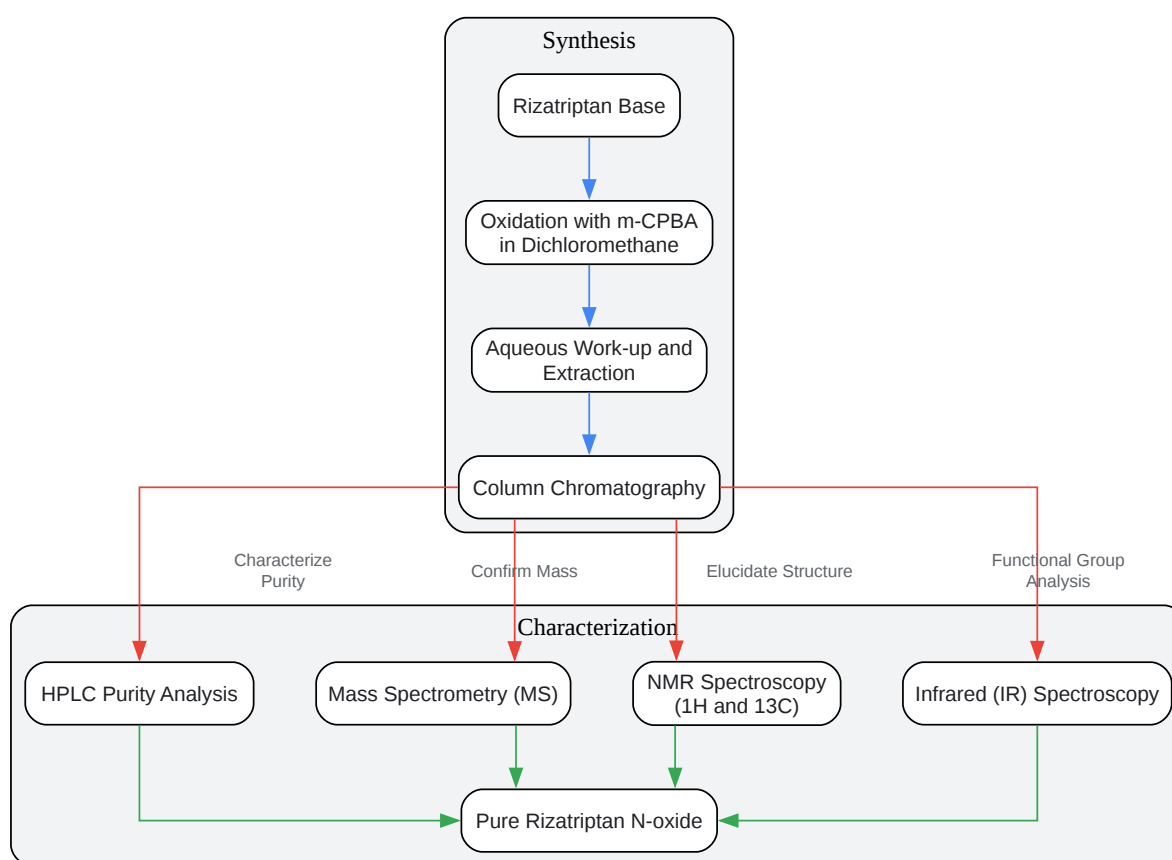 Synthesis
Rizatriptan Base
Oxidation with m-CPBA
in Dichloromethane
Aqueous Work-up and
Extraction
Column Chromatography
Characterize
Purity
Confirm Mass
Elucidate Structure
Functional Group
Analysis
Characterization
HPLC Purity Analysis
Mass Spectrometry (MS)
NMR Spectroscopy
(1H and 13C)
Infrared (IR) Spectroscopy
Pure Rizatriptan N-oxide